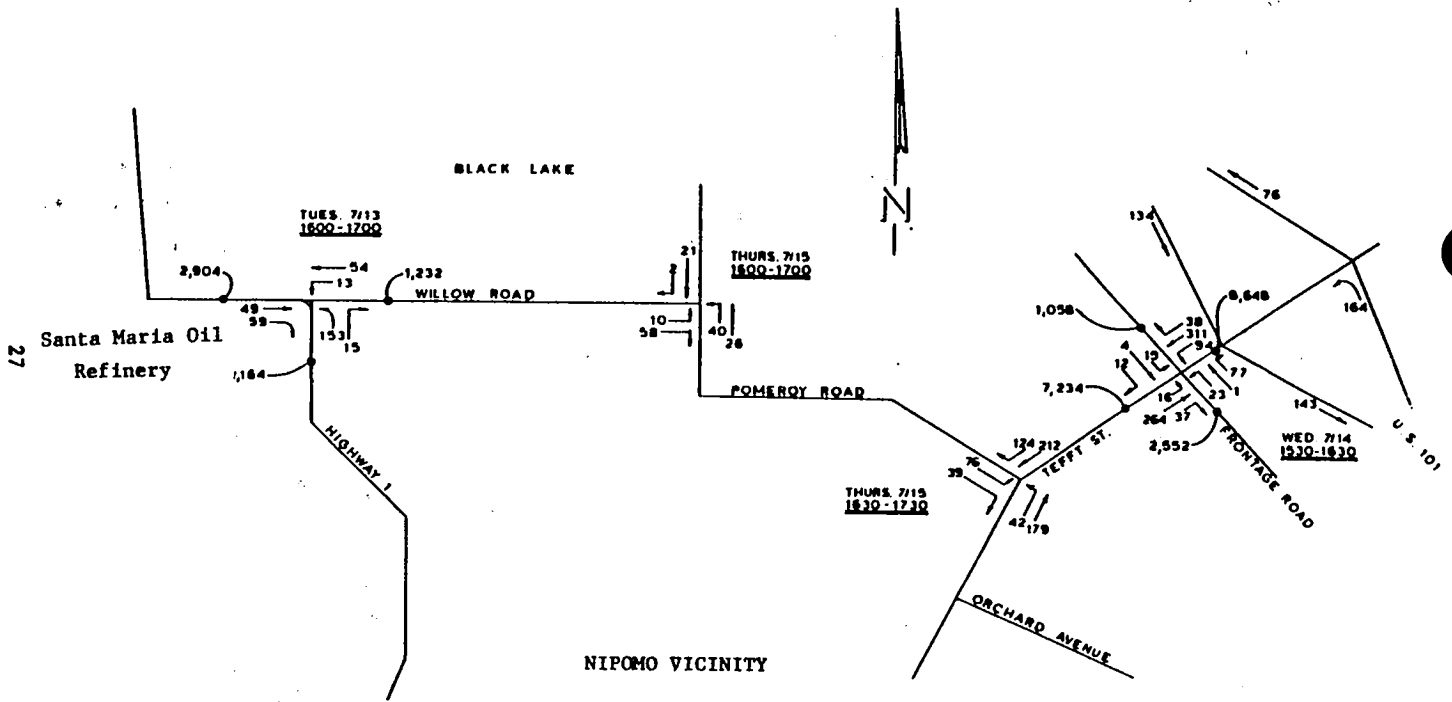 BLACK LAKE
TUES. 7/13
1600-1700
54
13
2,904
1,232
WILLOW ROAD
49
59
153
15
Santa Maria Oil
Refinery
1,164
27
HIGHWAY 1
21
2
THURS. 7/15
1600-1700
10
58
40
26
POMEROY ROAD
N
76
134
164
8,648
1,058
38
311
94
4
19
12
77
7,234
16
23
1
264
37
2,552
143
U.S. 101
WED. 7/14
1530-1630
FRONTAGE ROAD
TEFFT ST.
124
212
76
39
THURS. 7/15
1630-1730
42
179
ORCHARD AVENUE
NIPOMO VICINITY